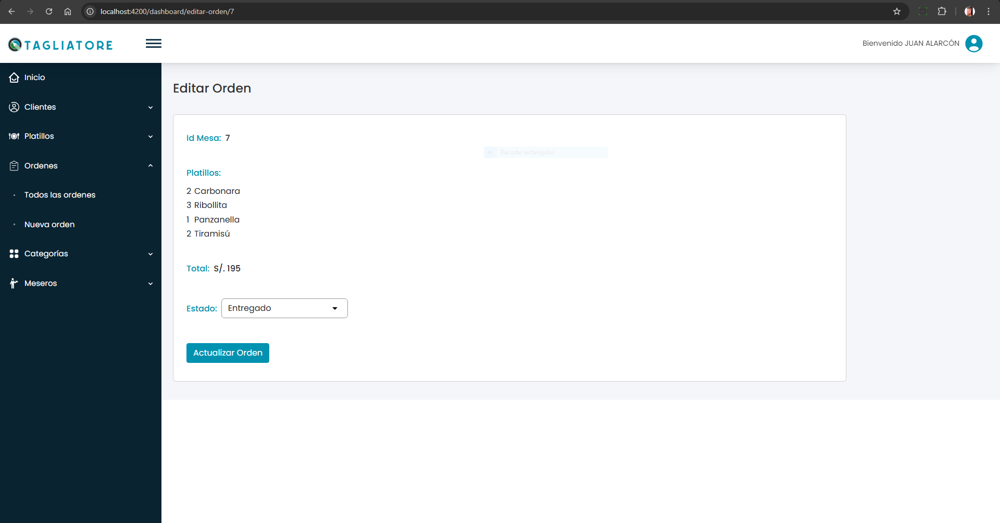 localhost:4200/dashboard/editar-orden/7
TAGLIATORE
Bienvenido JUAN ALARCÓN
Inicio
Clientes
Platillos
Ordenes
Todos las ordenes
Nueva orden
Categorías
Meseros
Editar Orden
Id Mesa: 7
Recorte rectangular
Platillos:
2 Carbonara
3 Ribollita
1 Panzanella
2 Tiramisú
Total: S/. 195
Estado: Entregado
Actualizar Orden